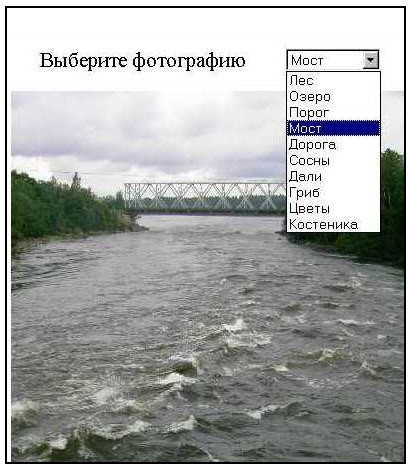 Выберите фотографию
Мост
Лес
Озеро
Порог
Мост
Дорога
Сосны
Дали
Гриб
Цветы
Костеника